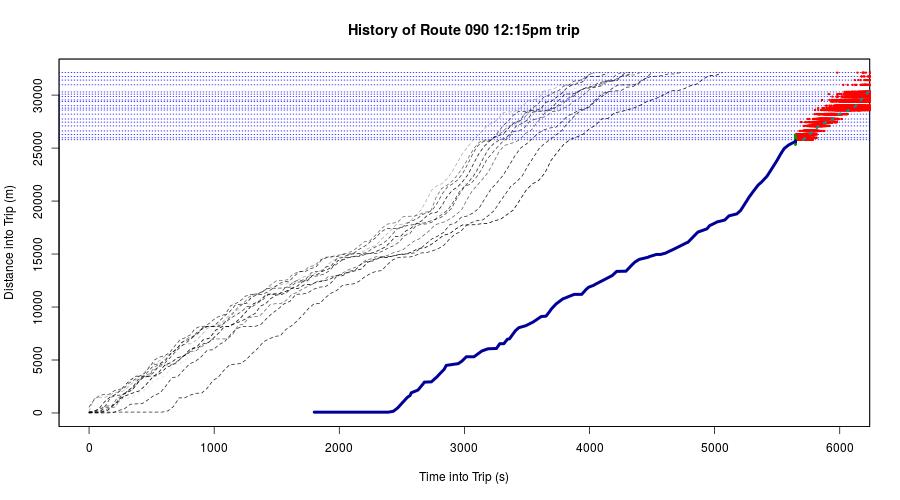 History of Route 090 12:15pm trip
Distance into Trip (m)
30000
25000
20000
15000
10000
5000
0
0 1000 2000 3000 4000 5000 6000
Time into Trip (s)